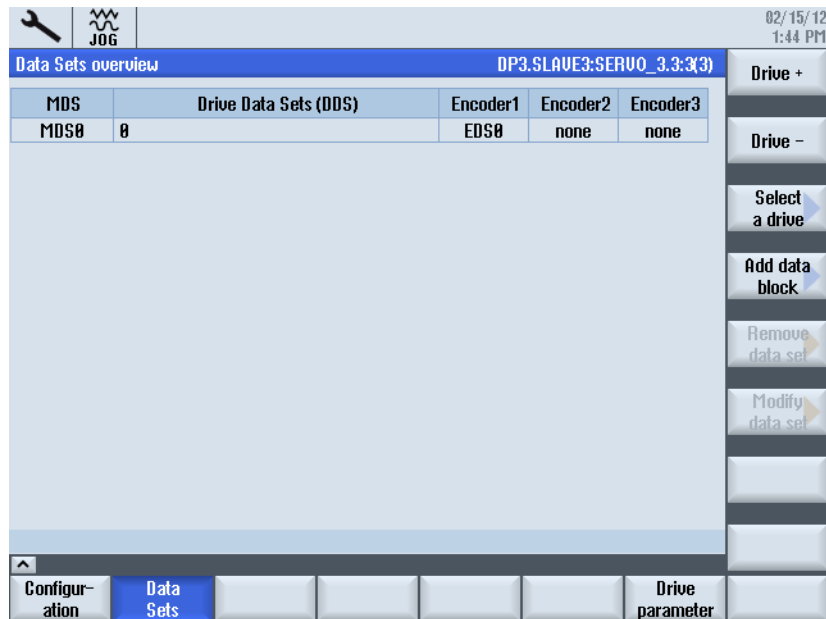 02/15/12
JOG
1:44 PM
Data Sets overview DP3.SLAVE3:SERVO_3.3:3(3)
MDS Drive Data Sets (DDS) Encoder1 Encoder2 Encoder3
MDS0 0 EDS0 none none
Drive +
Drive -
Select
a drive
Add data
block
Remove
data set
Modify
data set
Configur-
ation
Data
Sets
Drive
parameter